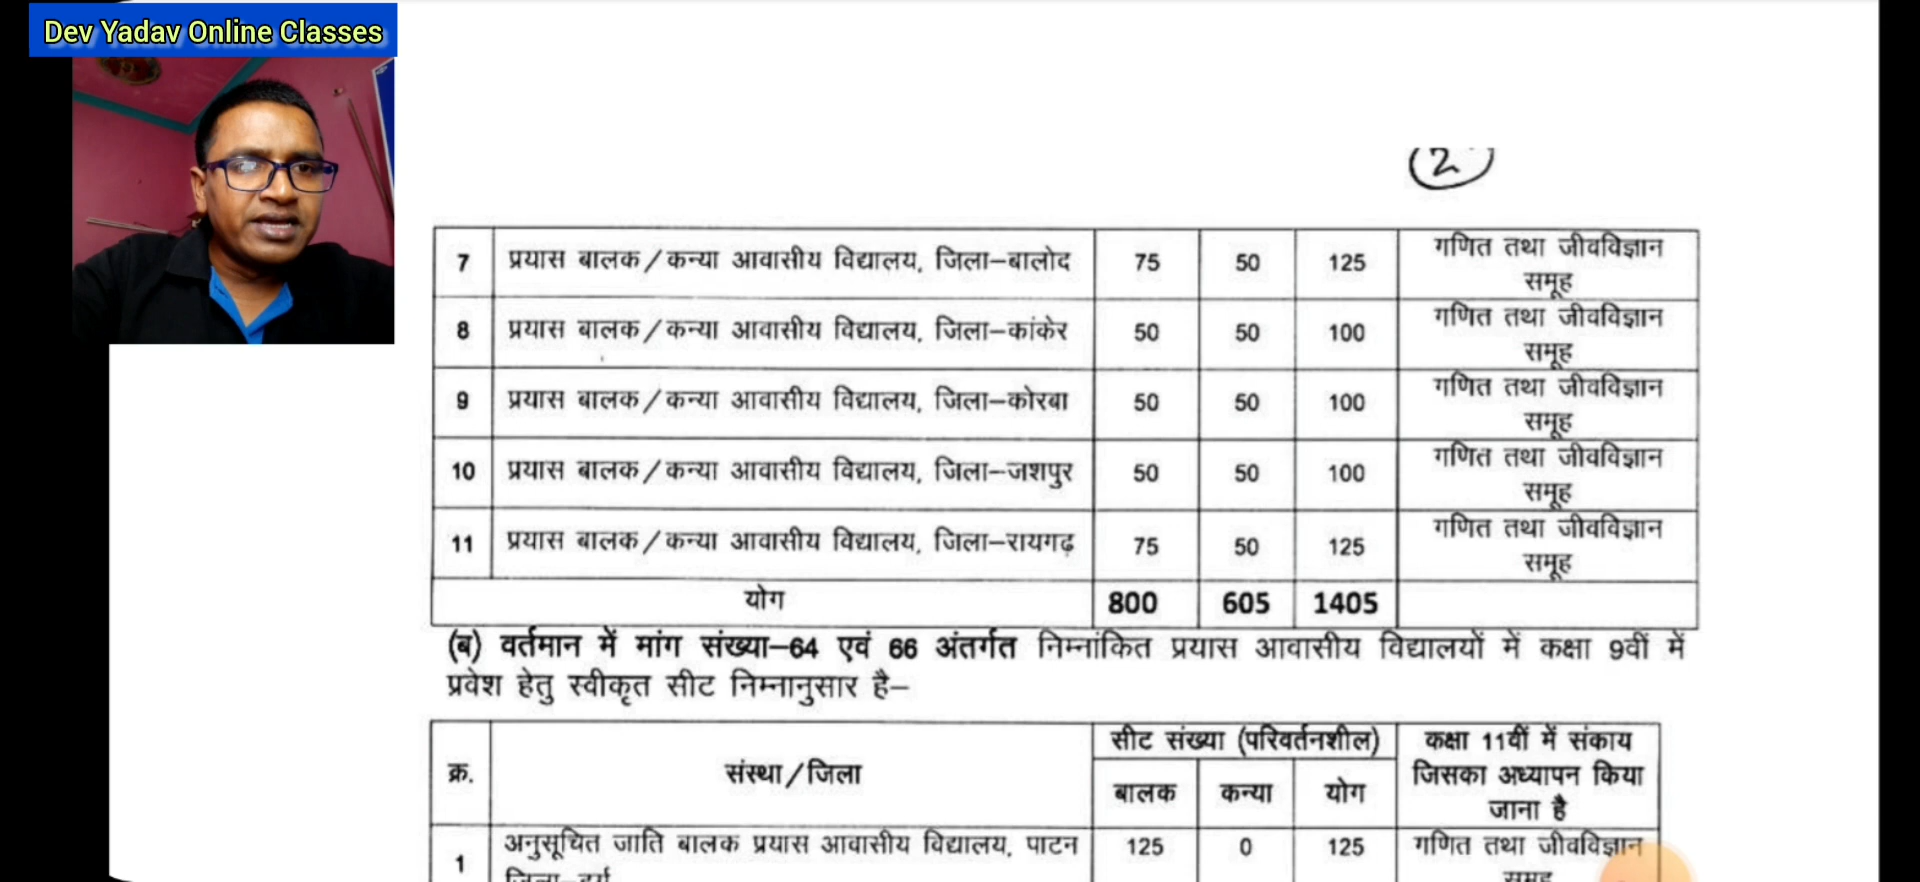 Dev Yadav Online Classes
2
7 प्रयास बालक/कन्या आवासीय विद्यालय, जिला–बालोद 75 50 125 गणित तथा जीवविज्ञान
समूह
8 प्रयास बालक/कन्या आवासीय विद्यालय, जिला–कांकेर 50 50 100 गणित तथा जीवविज्ञान
समूह
9 प्रयास बालक/कन्या आवासीय विद्यालय, जिला–कोरबा 50 50 100 गणित तथा जीवविज्ञान
समूह
10 प्रयास बालक/कन्या आवासीय विद्यालय, जिला–जशपुर 50 50 100 गणित तथा जीवविज्ञान
समूह
11 प्रयास बालक/कन्या आवासीय विद्यालय, जिला–रायगढ़ 75 50 125 गणित तथा जीवविज्ञान
समूह
योग 800 605 1405
(ब) वर्तमान में मांग संख्या–64 एवं 66 अंतर्गत निम्नांकित प्रयास आवासीय विद्यालयों में कक्षा 9वीं में
प्रवेश हेतु स्वीकृत सीट निम्नानुसार है–
क्र. संस्था/जिला सीट संख्या (परिवर्तनशील) कक्षा 11वीं में संकाय
जिसका अध्यापन किया
बालक कन्या योग
जाना है
1 अनुसूचित जाति बालक प्रयास आवासीय विद्यालय, पाटन 125 0 125 गणित तथा जीवविज्ञान